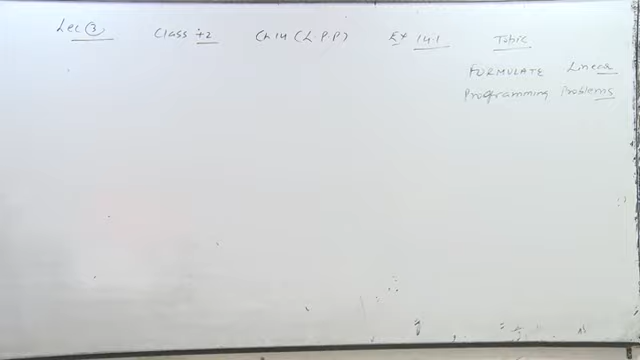 Lec 3 Class +2 Ch 14 (L.P.P) Ex 14.1 Topic
FORMULATE Linear
Programming Problems